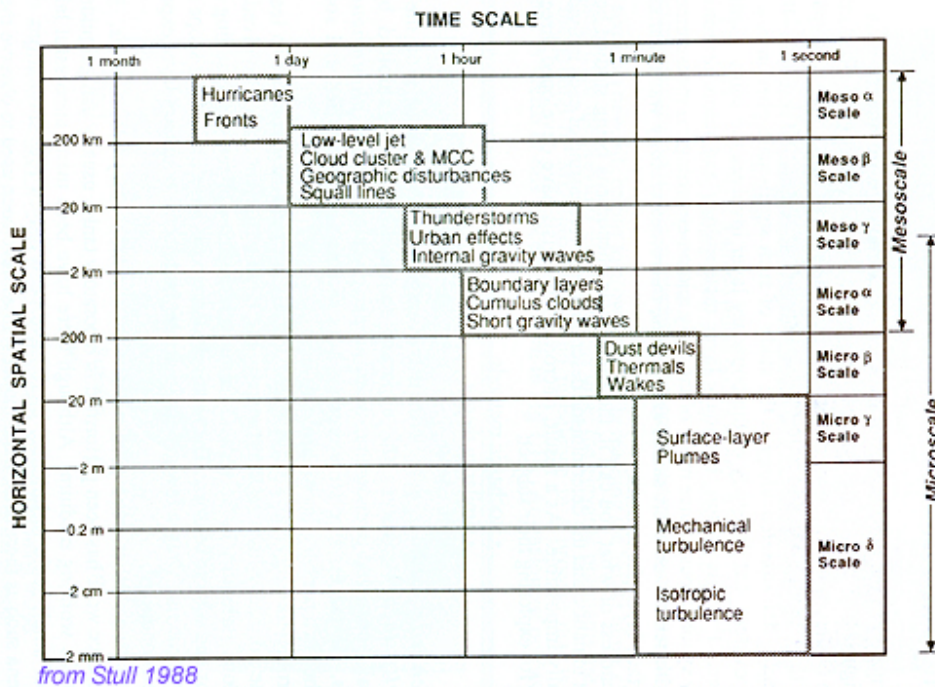 TIME SCALE
1 month 1 day 1 hour 1 minute 1 second
Hurricanes
Fronts
Meso α
Scale
200 km
Low-level jet
Cloud cluster & MCC
Geographic disturbances
Squall lines
Meso β
Scale
20 km
Thunderstorms
Urban effects
Internal gravity waves
Meso γ
Scale
2 km
Boundary layers
Cumulus clouds
Short gravity waves
Micro α
Scale
200 m
Dust devils
Thermals
Wakes
Micro β
Scale
20 m
Surface-layer
Plumes
Micro γ
Scale
2 m
Mechanical
turbulence
0.2 m
Micro δ
Scale
2 cm
Isotropic
turbulence
2 mm
HORIZONTAL SPATIAL SCALE
Mesoscale
Microscale
from Stull 1988